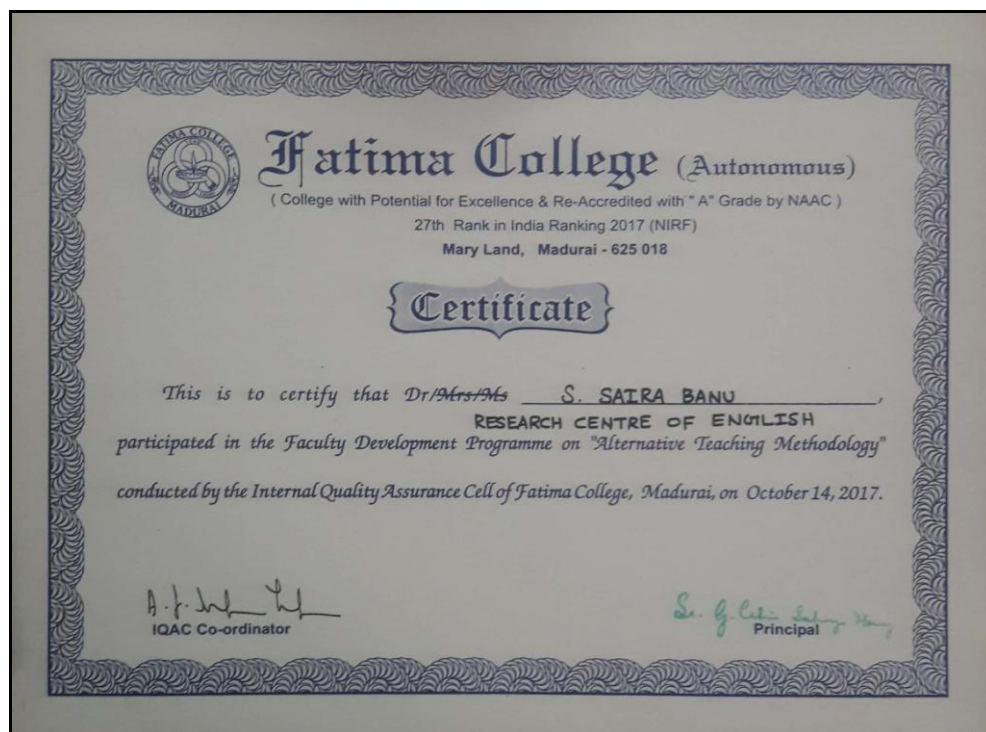 FATIMA COLLEGE
MADURAI
Fatima College (Autonomous)
( College with Potential for Excellence & Re-Accredited with " A" Grade by NAAC )
27th Rank in India Ranking 2017 (NIRF)
Mary Land, Madurai - 625 018
Certificate
This is to certify that Dr/Mrs/Ms S. SAIRA BANU,
RESEARCH CENTRE OF ENGLISH
participated in the Faculty Development Programme on "Alternative Teaching Methodology"
conducted by the Internal Quality Assurance Cell of Fatima College, Madurai, on October 14, 2017.
IQAC Co-ordinator
Principal